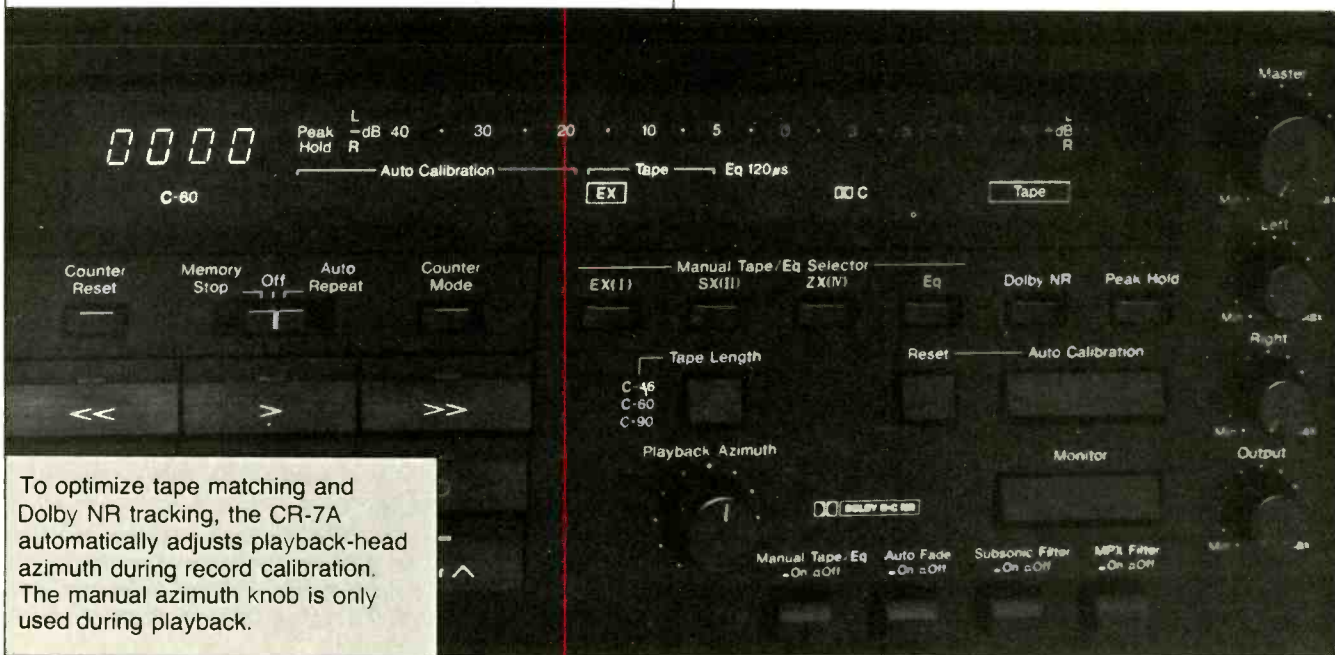 Master
0000
Peak Hold L R -dB 40 · 30 · 20 · 10 · 5 · 0 +dB L R
Auto Calibration Tape Eq 120µs
C-60 EX C Tape
Left
Counter Reset Memory Stop Off Auto Repeat Counter Mode
Manual Tape/Eq Selector
EX(I) SX(II) ZX(IV) Eq Dolby NR Peak Hold
Right
Tape Length Reset Auto Calibration
C-46
C-60
C-90
<< > >>
Playback Azimuth Monitor Output
DOLBY B-C NR
Manual Tape/Eq Auto Fade Subsonic Filter MPX Filter
On Off On Off On Off On Off
To optimize tape matching and
Dolby NR tracking, the CR-7A
automatically adjusts playback-head
azimuth during record calibration.
The manual azimuth knob is only
used during playback.